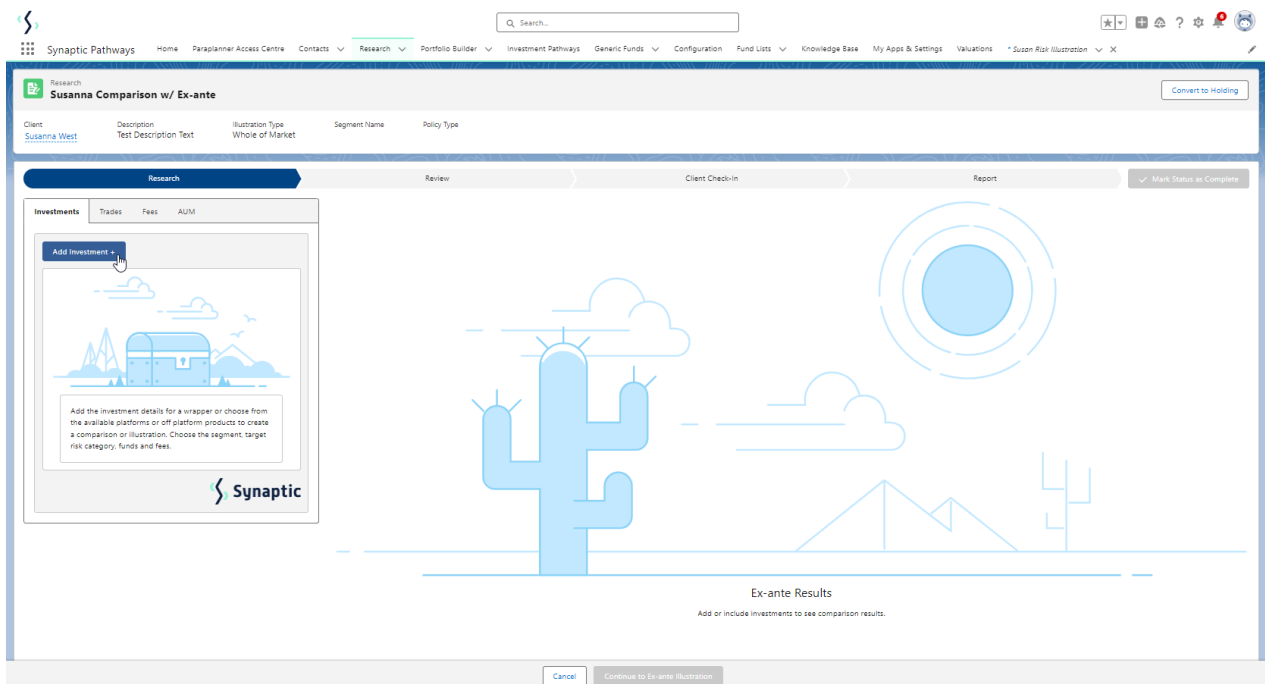 Search...
6
Synaptic Pathways Home Paraplanner Access Centre Contacts Research Portfolio Builder Investment Pathways Generic Funds Configuration Fund Lists Knowledge Base My Apps & Settings Valuations * Susan Risk Illustration
Research
Susanna Comparison w/ Ex-ante
Convert to Holding
Client Description Illustration Type Segment Name Policy Type
Susanna West Test Description Text Whole of Market
Research Review Client Check-In Report Mark Status as Complete
Investments Trades Fees AUM
Add Investment +
Add the investment details for a wrapper or choose from
the available platforms or off platform products to create
a comparison or illustration. Choose the segment, target
risk category, funds and fees.
Synaptic
Ex-ante Results
Add or include investments to see comparison results.
Cancel Continue to Ex-ante Illustration